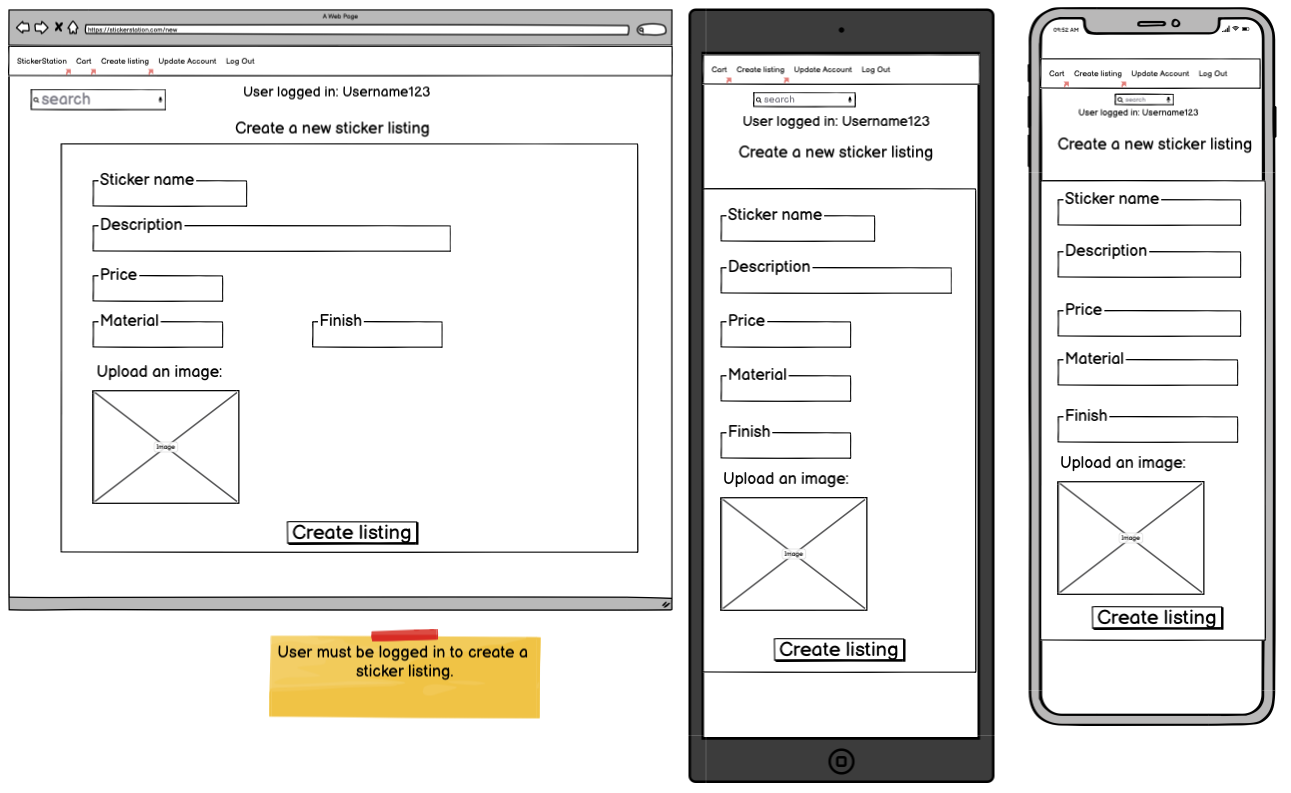 A Web Page
https://stickerstation.com/new
StickerStation Cart Create listing Update Account Log Out
search
User logged in: Username123
Create a new sticker listing
Sticker name
Description
Price
Material Finish
Upload an image:
Image
Create listing
User must be logged in to create a
sticker listing.
Cart Create listing Update Account Log Out
search
User logged in: Username123
Create a new sticker listing
Sticker name
Description
Price
Material
Finish
Upload an image:
Image
Create listing
09:52 AM
Cart Create listing Update Account Log Out
search
User logged in: Username123
Create a new sticker listing
Sticker name
Description
Price
Material
Finish
Upload an image:
Image
Create listing